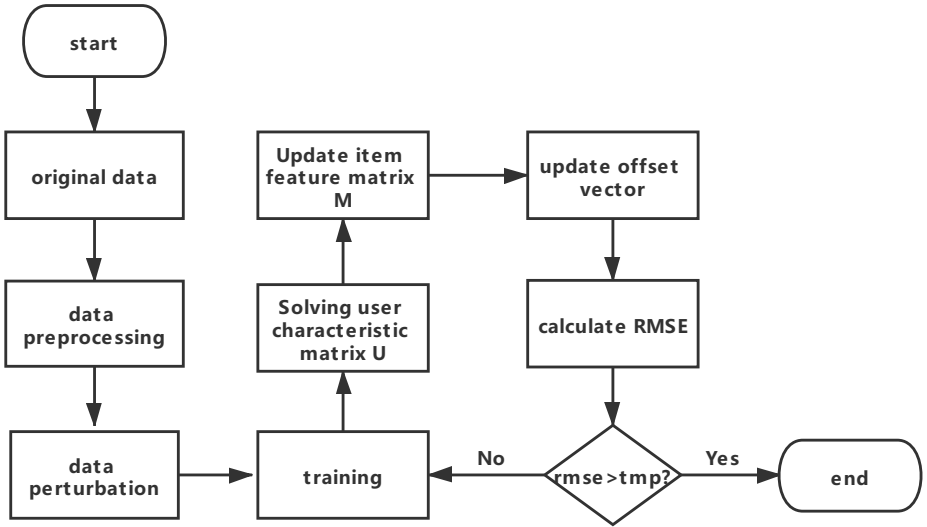 start
original data
data
preprocessing
data
perturbation
training
Solving user
characteristic
matrix U
Update item
feature matrix
M
update offset
vector
calculate RMSE
rmse>tmp?
No
Yes
end